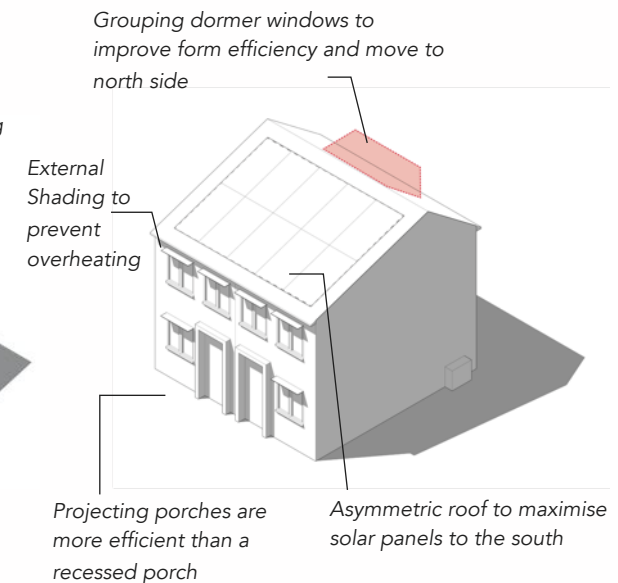 Grouping dormer windows to
improve form efficiency and move to
north side
External
Shading to
prevent
overheating
Projecting porches are
more efficient than a
recessed porch
Asymmetric roof to maximise
solar panels to the south